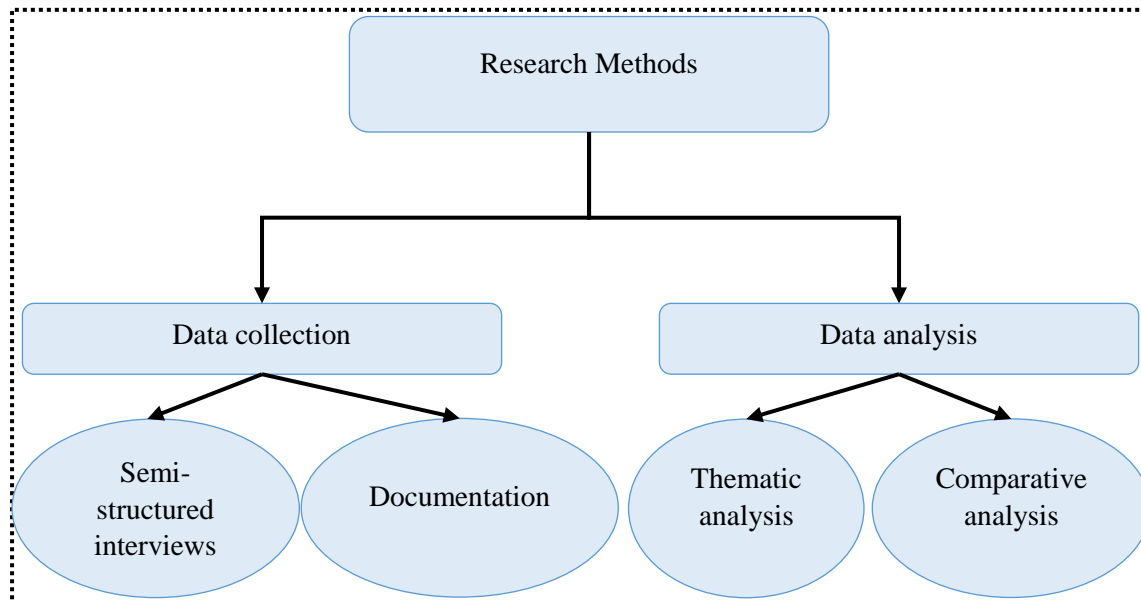 Research Methods
Data collection
Data analysis
Semi-
structured
interviews
Documentation
Thematic
analysis
Comparative
analysis